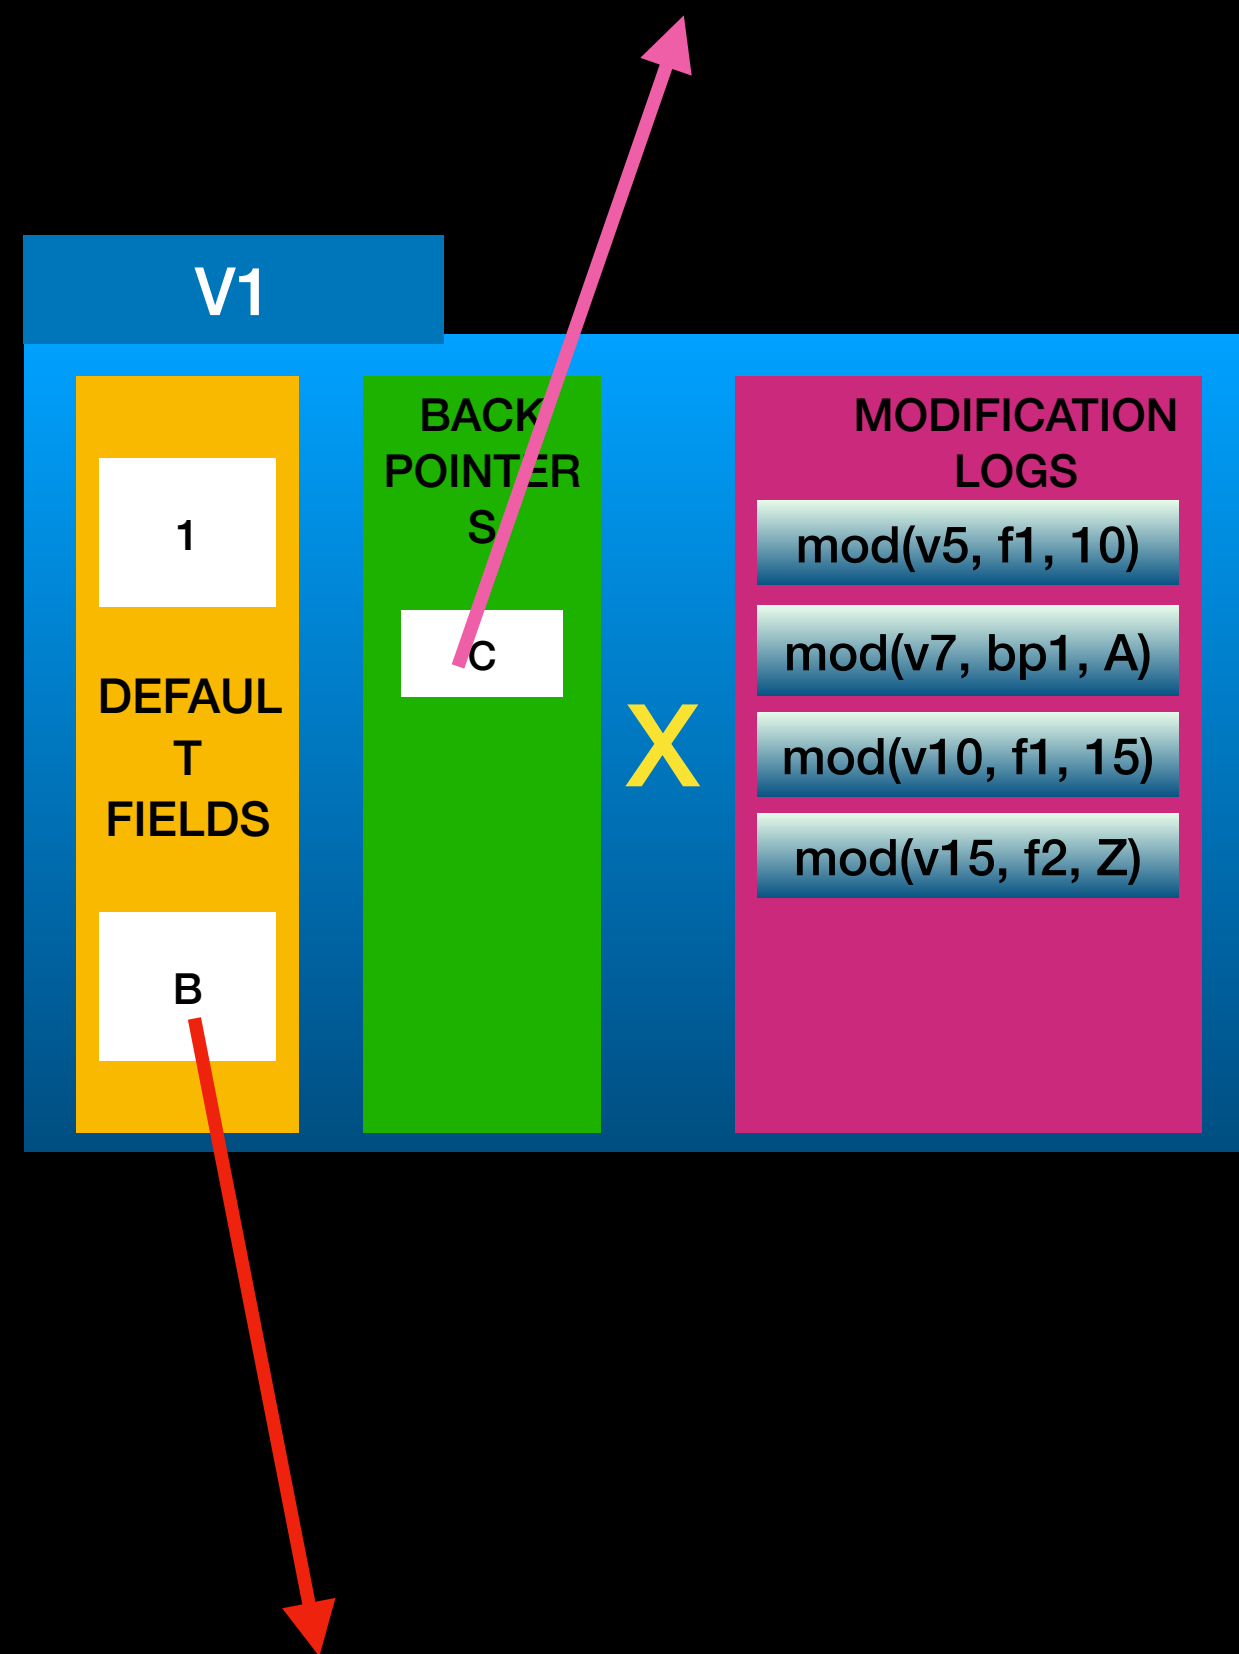 V1
1
DEFAUL
T
FIELDS
B
BACK
POINTER
S
C
X
MODIFICATION
LOGS
mod(v5, f1, 10)
mod(v7, bp1, A)
mod(v10, f1, 15)
mod(v15, f2, Z)